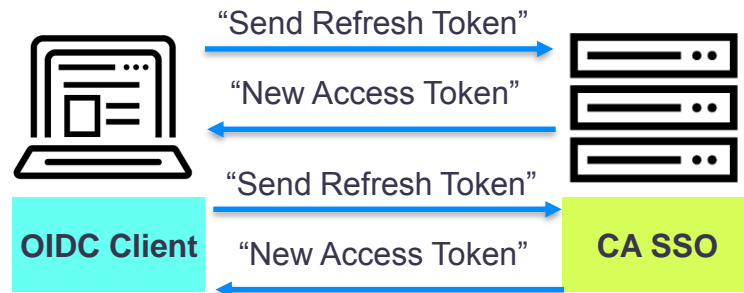 “Send Refresh Token”
“New Access Token”
“Send Refresh Token”
OIDC Client
“New Access Token”
CA SSO